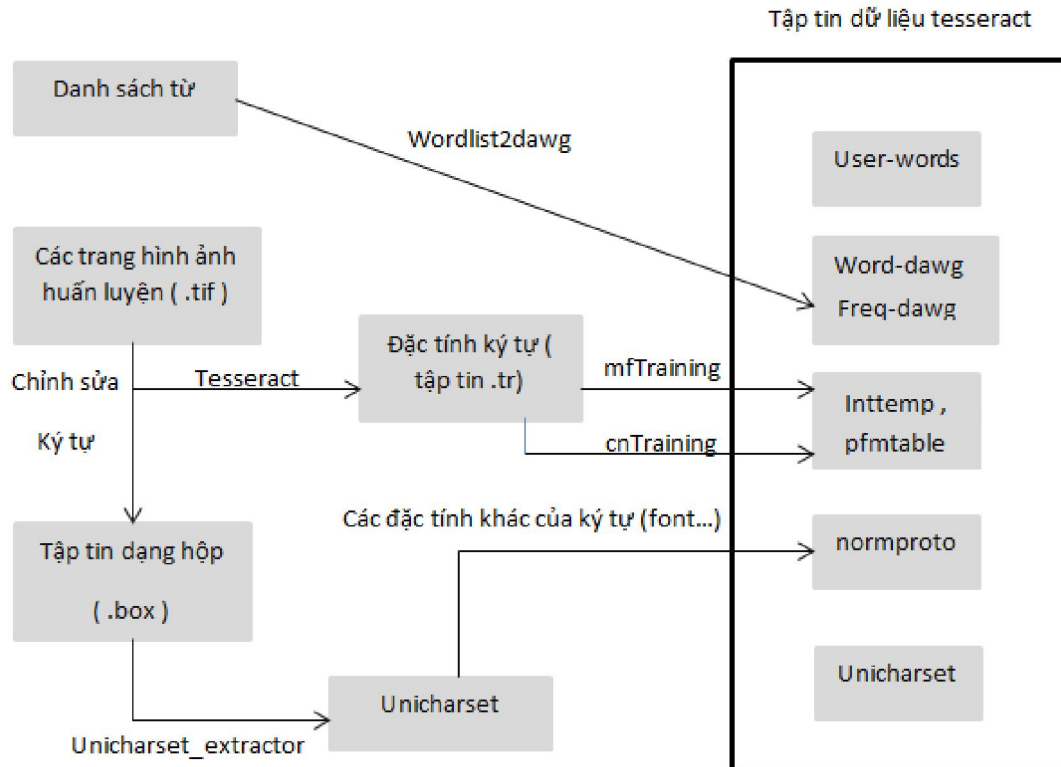 Tập tin dữ liệu tesseract
Danh sách từ
Wordlist2dawg
User-words
Các trang hình ảnh
huấn luyện ( .tif )
Word-dawg
Freq-dawg
Đặc tính ký tự (
tập tin .tr)
mfTraining
Chỉnh sửa
Tesseract
Inttemp ,
pfmtable
Ký tự
cnTraining
Các đặc tính khác của ký tự (font...)
Tập tin dạng hộp
( .box )
normproto
Unicharset
Unicharset
Unicharset_extractor